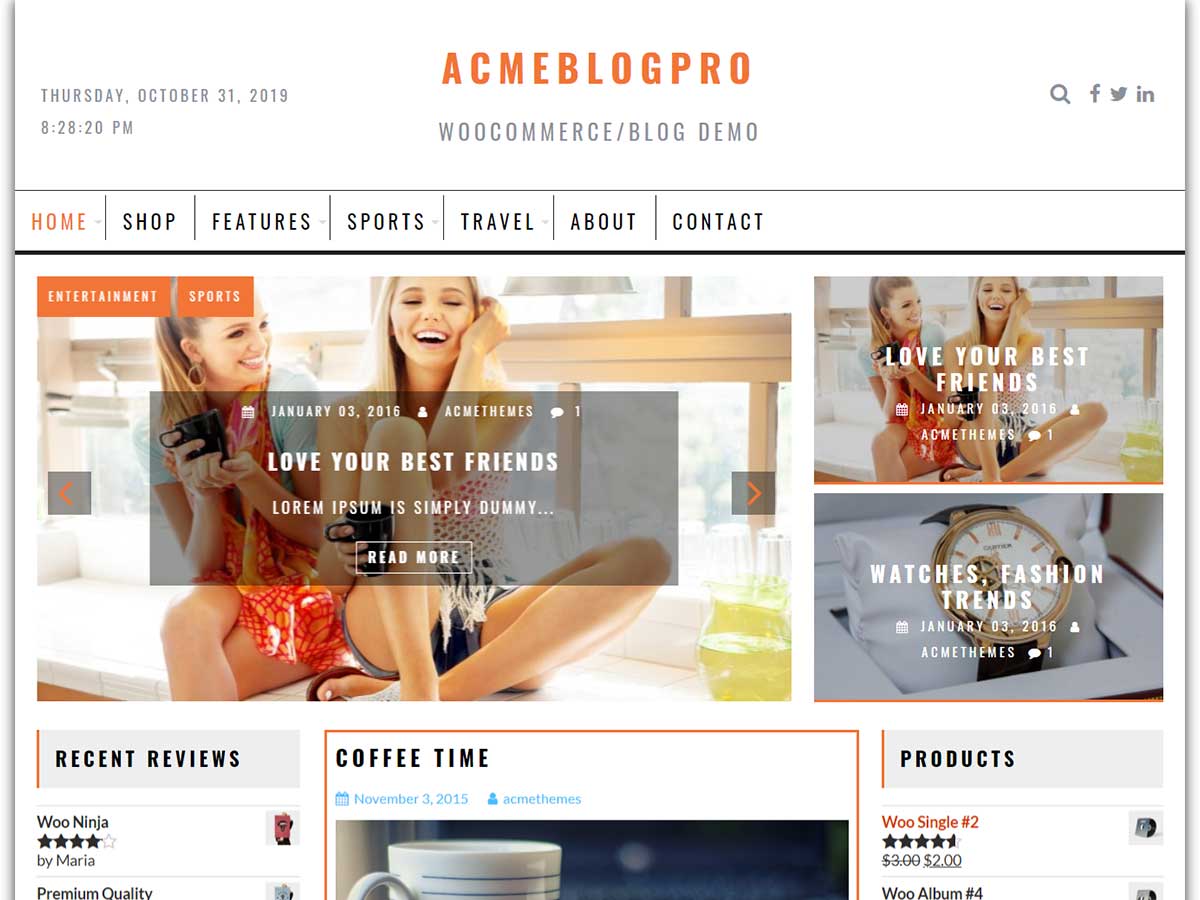 THURSDAY, OCTOBER 31, 2019
8:28:20 PM
ACMEBLOGPRO
WOOCOMMERCE/BLOG DEMO
HOME SHOP FEATURES SPORTS TRAVEL ABOUT CONTACT
ENTERTAINMENT SPORTS
JANUARY 03, 2016 ACMETHEMES 1
LOVE YOUR BEST FRIENDS
LOREM IPSUM IS SIMPLY DUMMY...
READ MORE
LOVE YOUR BEST
FRIENDS
JANUARY 03, 2016
ACMETHEMES 1
CARTIER
WATCHES, FASHION
TRENDS
JANUARY 03, 2016
ACMETHEMES 1
RECENT REVIEWS
Woo Ninja
by Maria
Premium Quality
COFFEE TIME
November 3, 2015 acmethemes
PRODUCTS
Woo Single #2
$3.00 $2.00
Woo Album #4